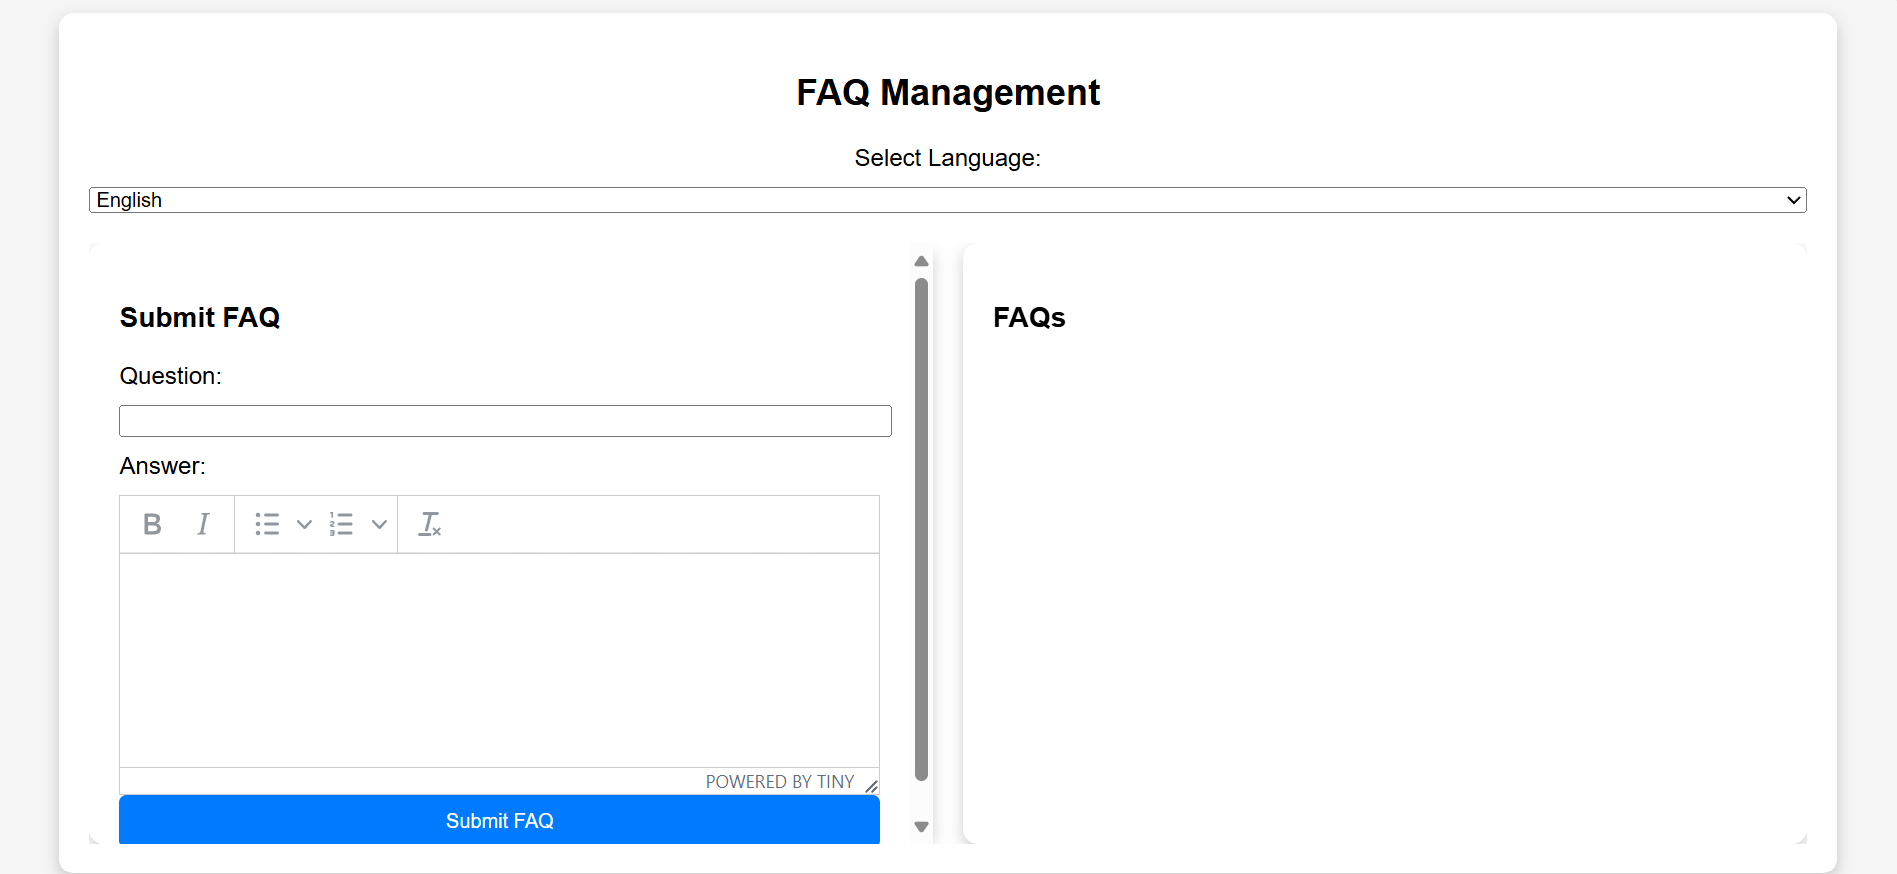 FAQ Management
Select Language:
English
Submit FAQ
Question:
Answer:
POWERED BY TINY
Submit FAQ
FAQs